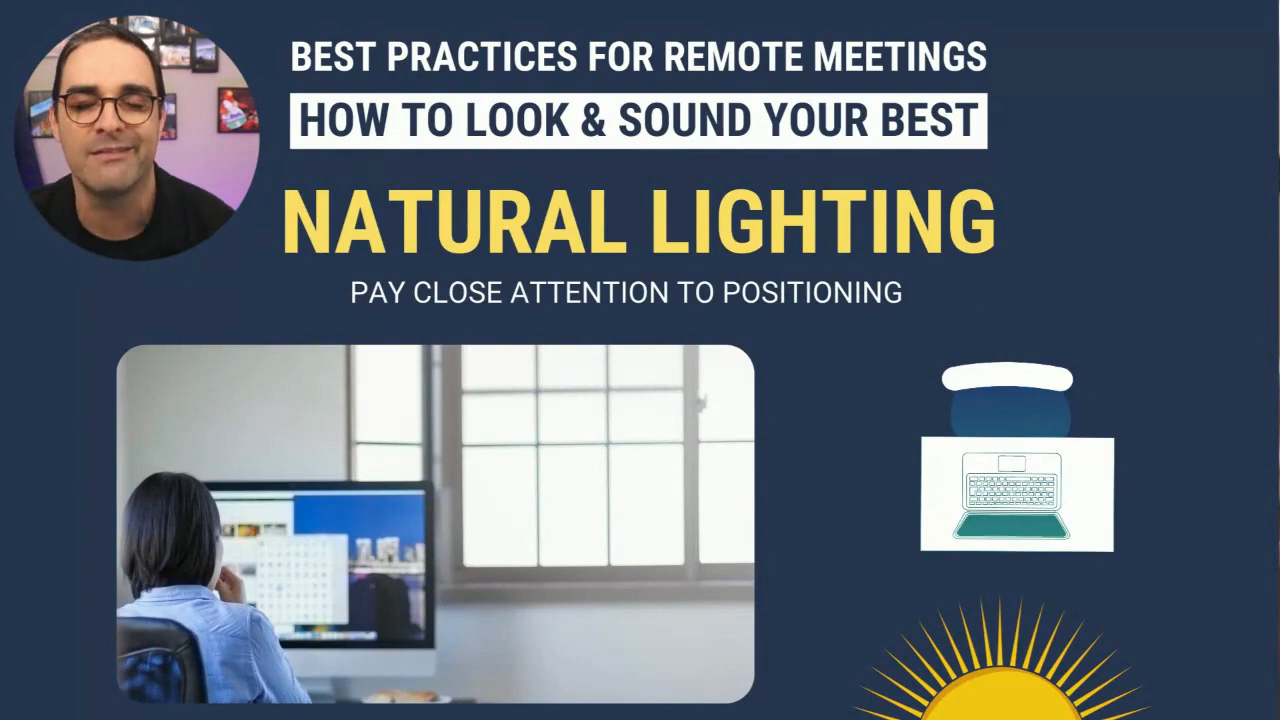 BEST PRACTICES FOR REMOTE MEETINGS
HOW TO LOOK & SOUND YOUR BEST
NATURAL LIGHTING
PAY CLOSE ATTENTION TO POSITIONING